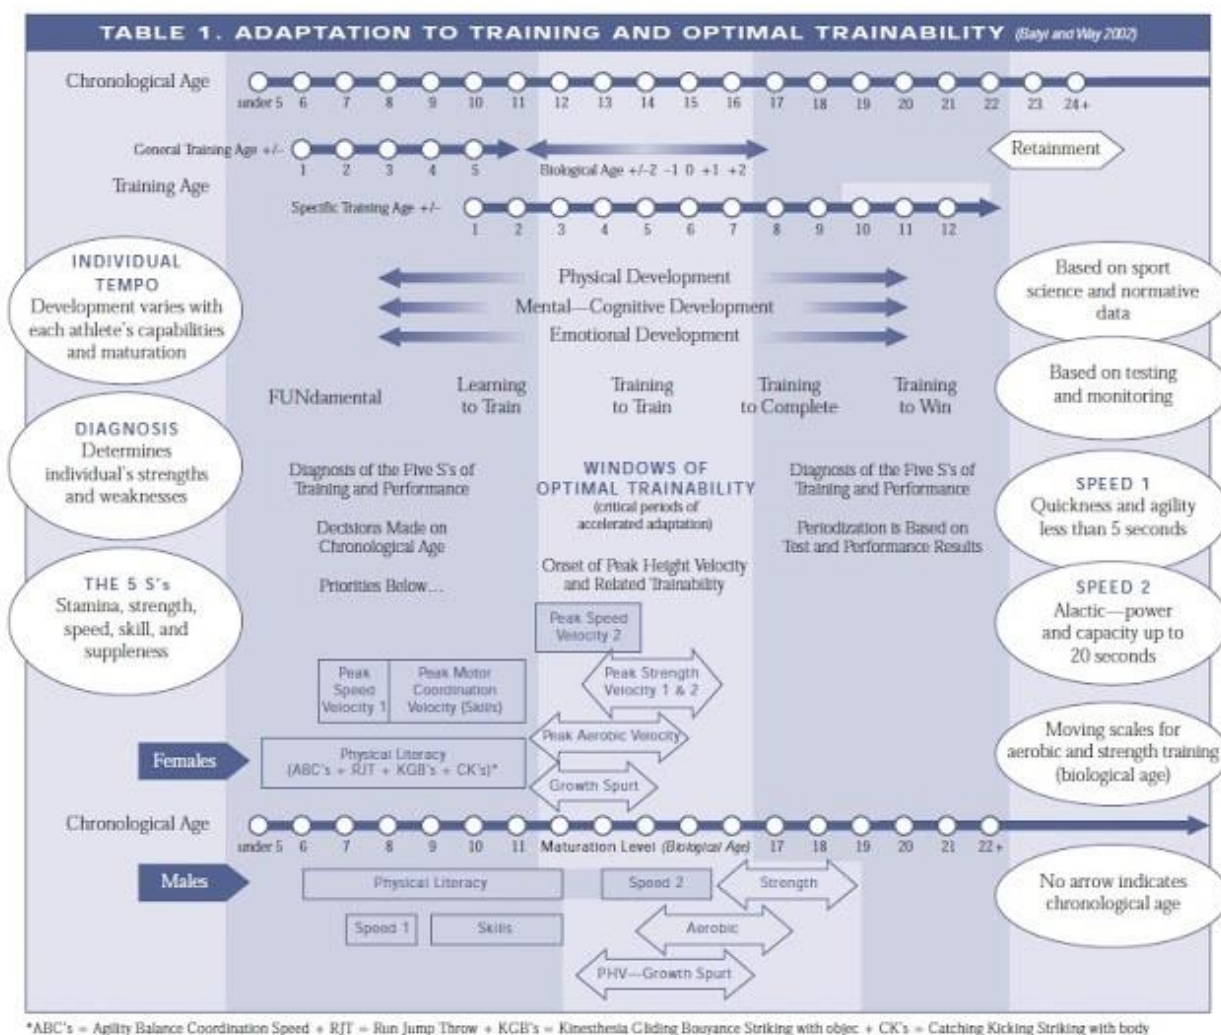 TABLE 1. ADAPTATION TO TRAINING AND OPTIMAL TRAINABILITY (Balyi and Way 2002)
Chronological Age
under 5 6 7 8 9 10 11 12 13 14 15 16 17 18 19 20 21 22 23 24+
General Training Age +/-
1 2 3 4 5
Biological Age +/-2 -1 0 +1 +2
Retainment
Training Age
Specific Training Age +/-
1 2 3 4 5 6 7 8 9 10 11 12
INDIVIDUAL
TEMPO
Development varies with
each athlete's capabilities
and maturation
Physical Development
Mental—Cognitive Development
Emotional Development
Based on sport
science and normative
data
FUNdamental
Learning
to Train
Training
to Train
Training
to Complete
Training
to Win
Based on testing
and monitoring
DIAGNOSIS
Determines
individual's strengths
and weaknesses
Diagnosis of the Five S's of
Training and Performance
Decisions Made on
Chronological Age
Priorities Below…
WINDOWS OF
OPTIMAL TRAINABILITY
(critical periods of
accelerated adaptation)
Onset of Peak Height Velocity
and Related Trainability
Diagnosis of the Five S's of
Training and Performance
Periodization is Based on
Test and Performance Results
SPEED 1
Quickness and agility
less than 5 seconds
THE 5 S's
Stamina, strength,
speed, skill, and
suppleness
SPEED 2
Alactic—power
and capacity up to
20 seconds
Peak Speed
Velocity 2
Peak
Speed
Velocity 1
Peak Motor
Coordination
Velocity (Skills)
Peak Strength
Velocity 1 & 2
Peak Aerobic Velocity
Moving scales for
aerobic and strength training
(biological age)
Females
Physical Literacy
(ABC's + RJT + KGB's + CK's)*
Growth Spurt
Chronological Age
under 5 6 7 8 9 10 11 Maturation Level (Biological Age) 17 18 19 20 21 22+
Males
Physical Literacy
Speed 2
Strength
No arrow indicates
chronological age
Speed 1
Skills
Aerobic
PHV—Growth Spurt
*ABC's = Agility Balance Coordination Speed + RJT = Run Jump Throw + KGB's = Kinesthesia Gliding Bouyance Striking with objec + CK's = Catching Kicking Striking with body